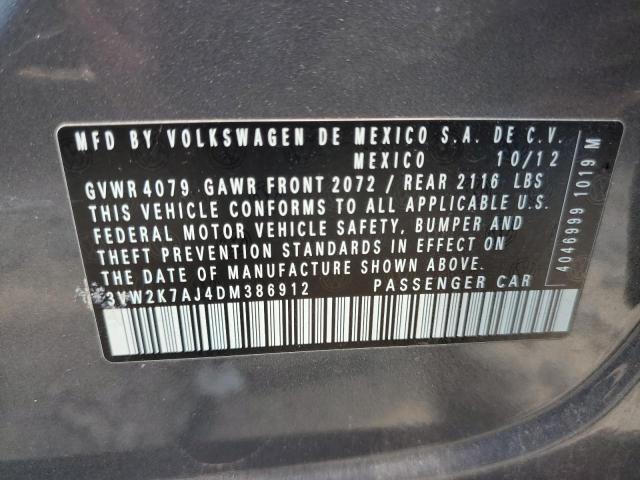 MFD BY VOLKSWAGEN DE MEXICO S.A. DE C.V.
MEXICO 10/12
GVWR 4079 GAWR FRONT 2072 / REAR 2116 LBS
THIS VEHICLE CONFORMS TO ALL APPLICABLE U.S.
FEDERAL MOTOR VEHICLE SAFETY, BUMPER AND
THEFT PREVENTION STANDARDS IN EFFECT ON
THE DATE OF MANUFACTURE SHOWN ABOVE.
3VW2K7AJ4DM386912 PASSENGER CAR
4046999 1019 M